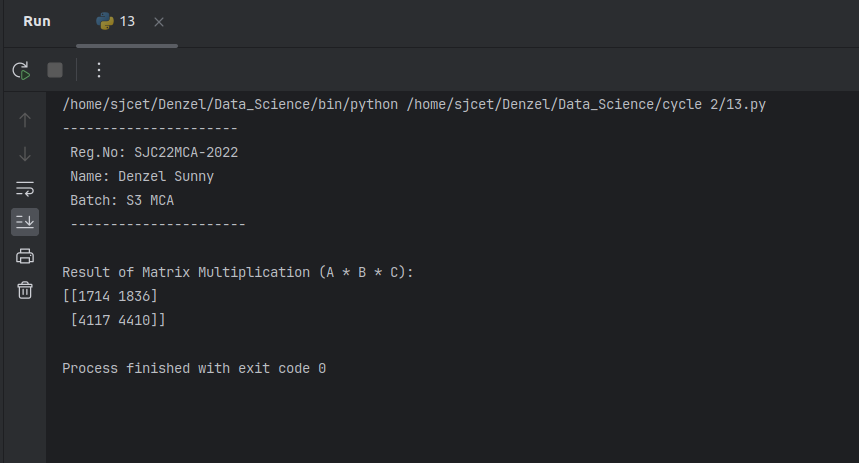 Run 13
/home/sjcet/Denzel/Data_Science/bin/python /home/sjcet/Denzel/Data_Science/cycle 2/13.py
----------------------
Reg.No: SJC22MCA-2022
Name: Denzel Sunny
Batch: S3 MCA
----------------------
Result of Matrix Multiplication (A * B * C):
[[1714 1836]
[4117 4410]]
Process finished with exit code 0